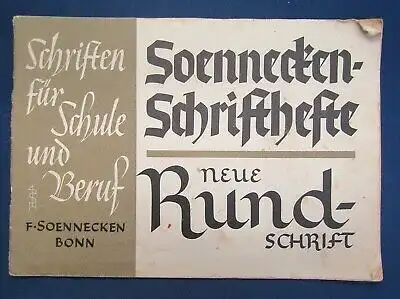 Schriften
für
Schule
und
Beruf
F·SOENNECKEN
BONN
Soennecken-
Schrifthefte
NEUE
Rund-
SCHRIFT